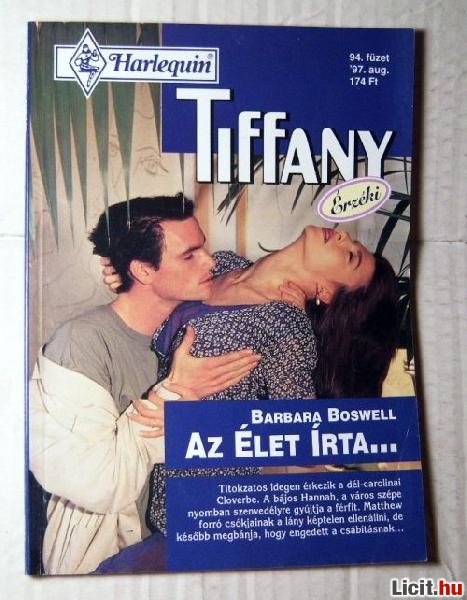 Harlequin
94. füzet
'97. aug.
174 Ft
TIFFANY
Érzéki
BARBARA BOSWELL
AZ ÉLET ÍRTA...
Titokzatos idegen érkezik a dél-carolinai
Cloverbe. A bájos Hannah, a város szépe
nyomban szenvedélyre gyújtja a férfit. Matthew
forró csókjainak a lány képtelen ellenállni, de
később megbánja, hogy engedett a csábításnak...
Licit.hu